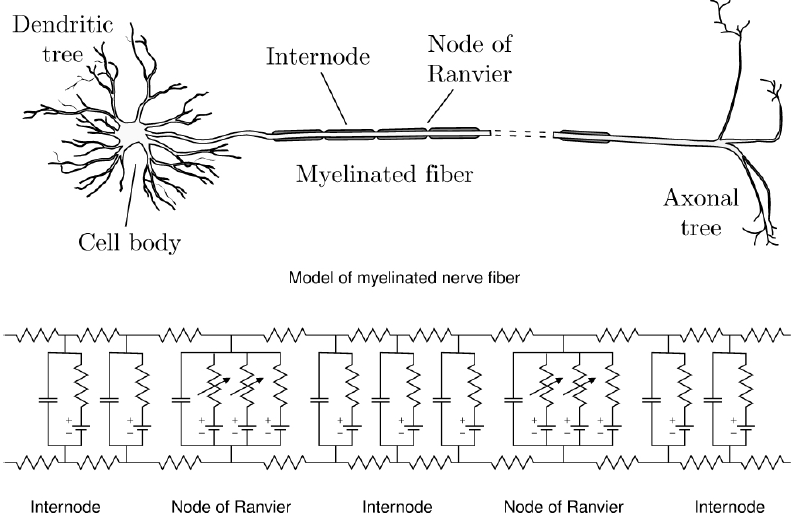 Dendritic
tree
Internode
Node of
Ranvier
Myelinated fiber
Cell body
Axonal
tree
Model of myelinated nerve fiber
+ + + + + + + + + + + + +
− − − − − − − − − − − − −
Internode Node of Ranvier Internode Node of Ranvier Internode